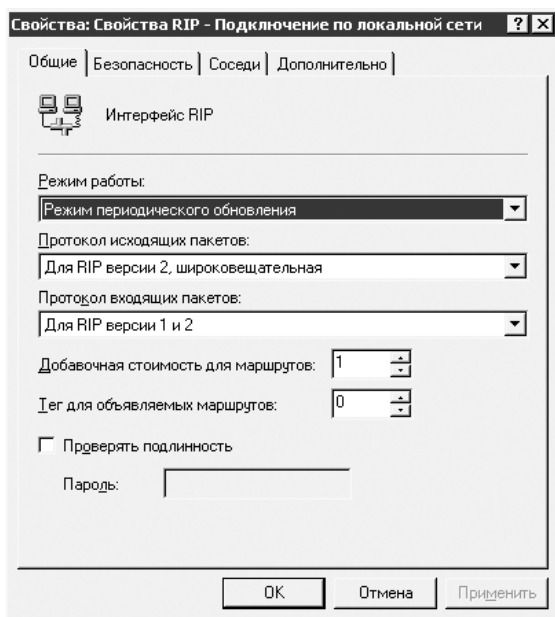 Свойства: Свойства RIP - Подключение по локальной сети
Общие Безопасность Соседи Дополнительно
Интерфейс RIP
Режим работы:
Режим периодического обновления
Протокол исходящих пакетов:
Для RIP версии 2, широковещательная
Протокол входящих пакетов:
Для RIP версии 1 и 2
Добавочная стоимость для маршрутов: 1
Тег для объявляемых маршрутов: 0
Проверять подлинность
Пароль:
OK Отмена Применить